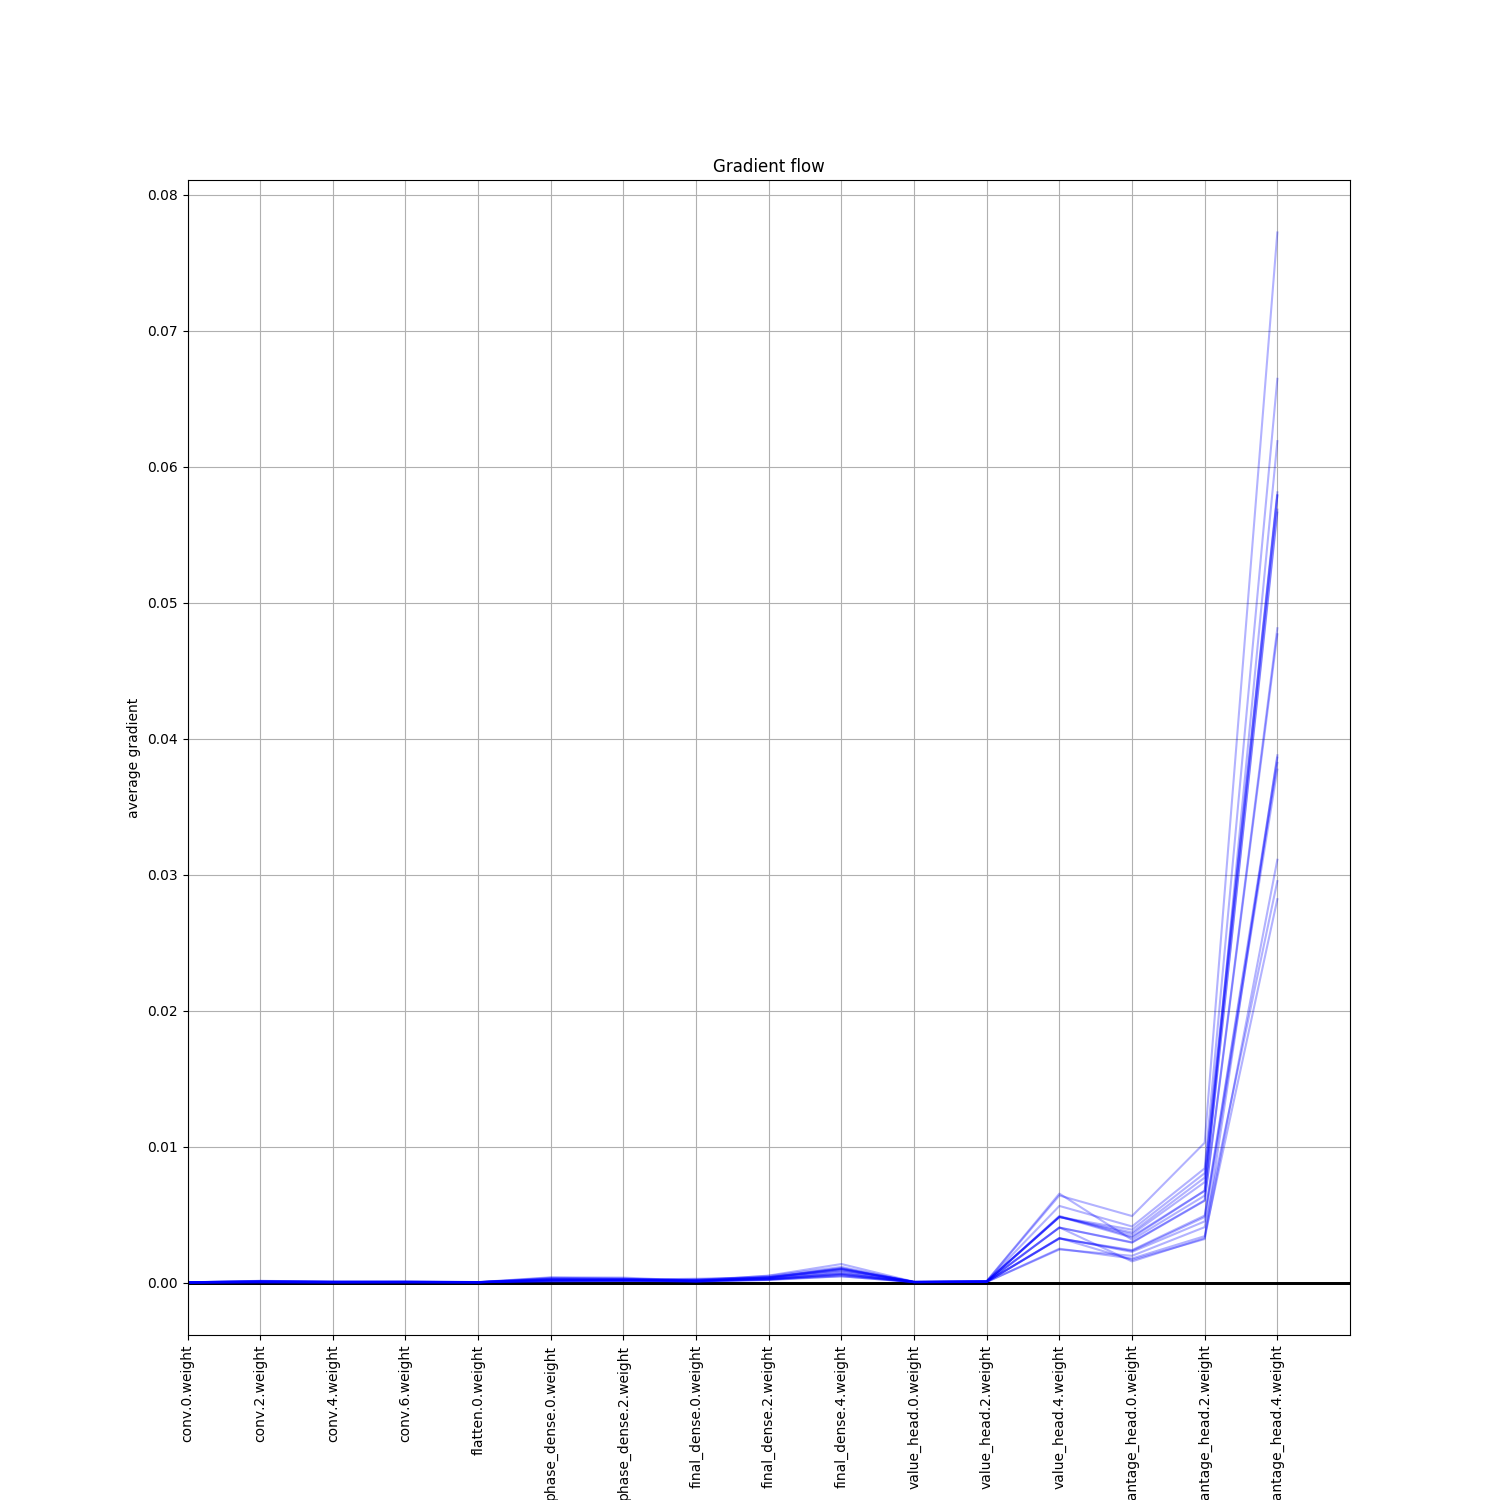 Gradient flow
0.08
0.07
0.06
0.05
0.04
0.03
0.02
0.01
0.00
average gradient
conv.0.weight
conv.2.weight
conv.4.weight
conv.6.weight
flatten.0.weight
phase_dense.0.weight
phase_dense.2.weight
final_dense.0.weight
final_dense.2.weight
final_dense.4.weight
value_head.0.weight
value_head.2.weight
value_head.4.weight
antage_head.0.weight
antage_head.2.weight
antage_head.4.weight